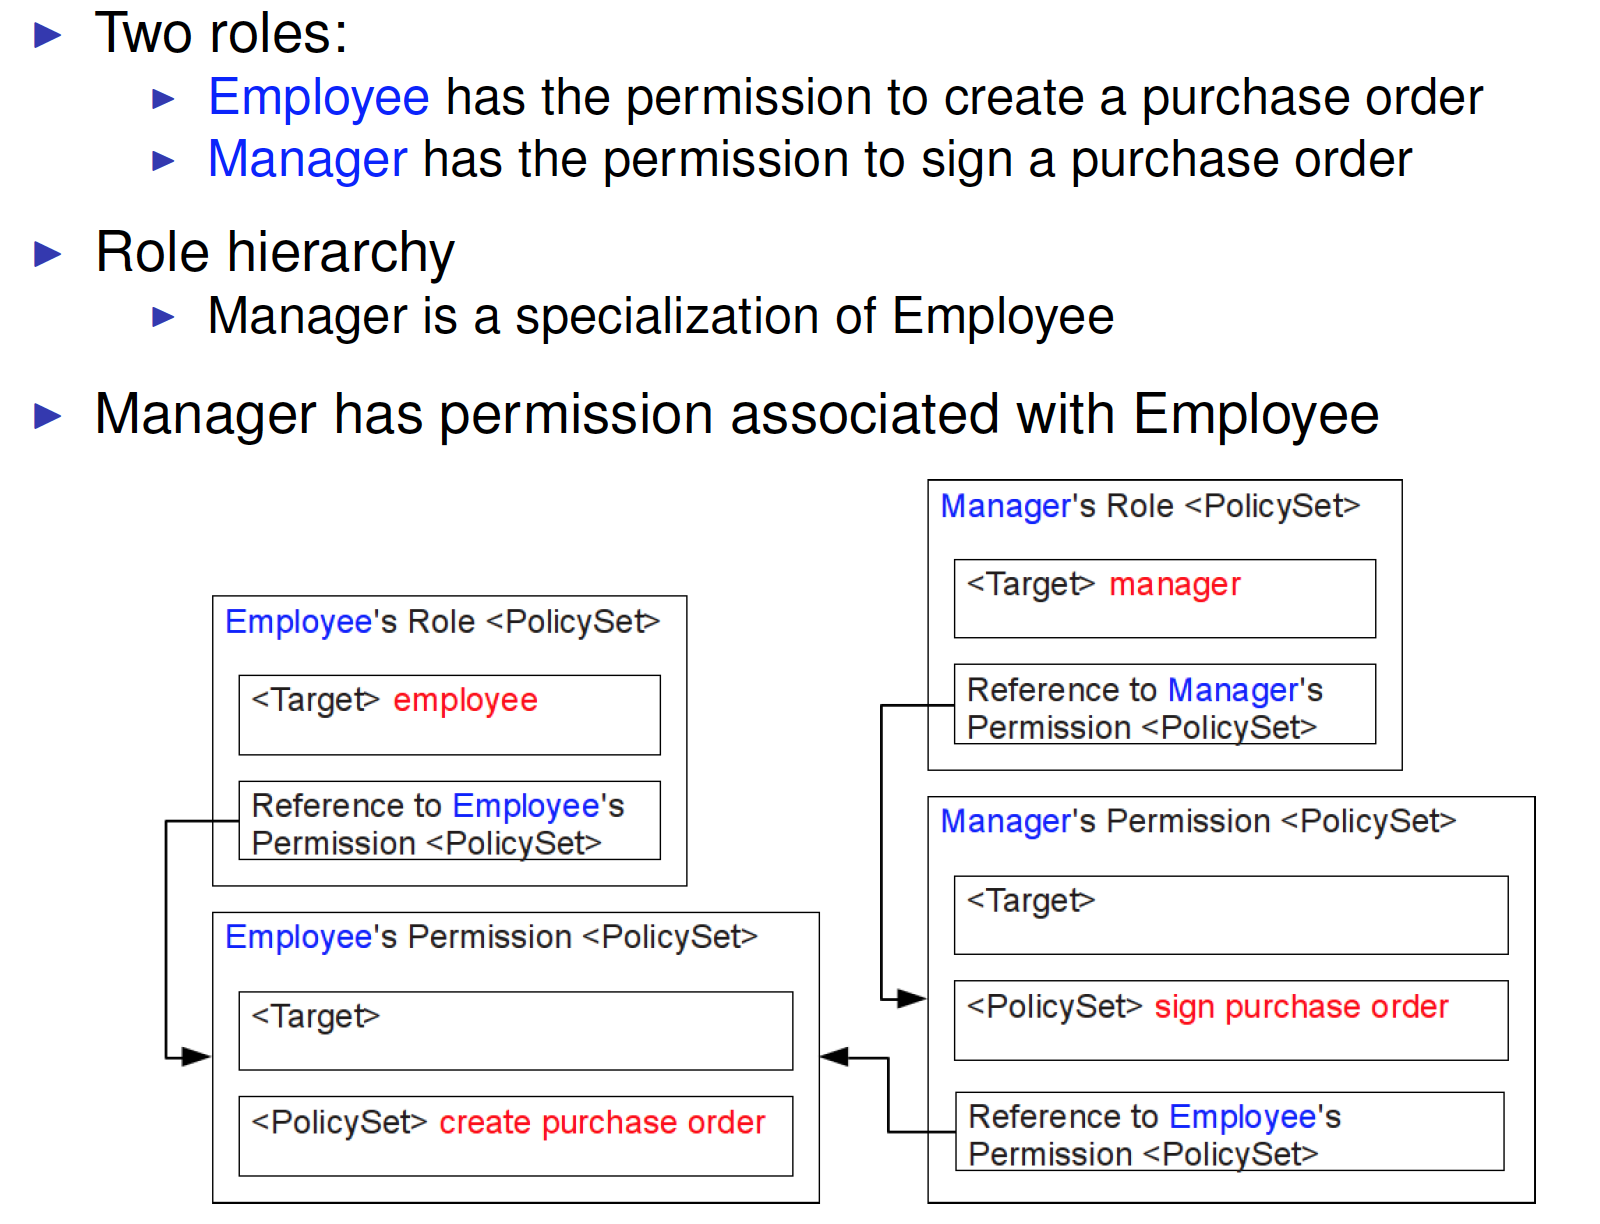 Two roles:
Employee has the permission to create a purchase order
Manager has the permission to sign a purchase order
Role hierarchy
Manager is a specialization of Employee
Manager has permission associated with Employee
Employee's Role <PolicySet>
<Target> employee
Reference to Employee's
Permission <PolicySet>
Employee's Permission <PolicySet>
<Target>
<PolicySet> create purchase order
Manager's Role <PolicySet>
<Target> manager
Reference to Manager's
Permission <PolicySet>
Manager's Permission <PolicySet>
<Target>
<PolicySet> sign purchase order
Reference to Employee's
Permission <PolicySet>